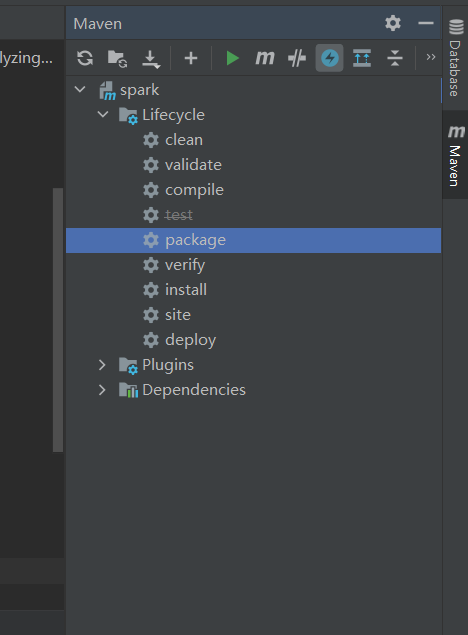 Maven
lyzing...
m
»
spark
Lifecycle
clean
validate
compile
test
package
verify
install
site
deploy
Plugins
Dependencies
Database
m Maven